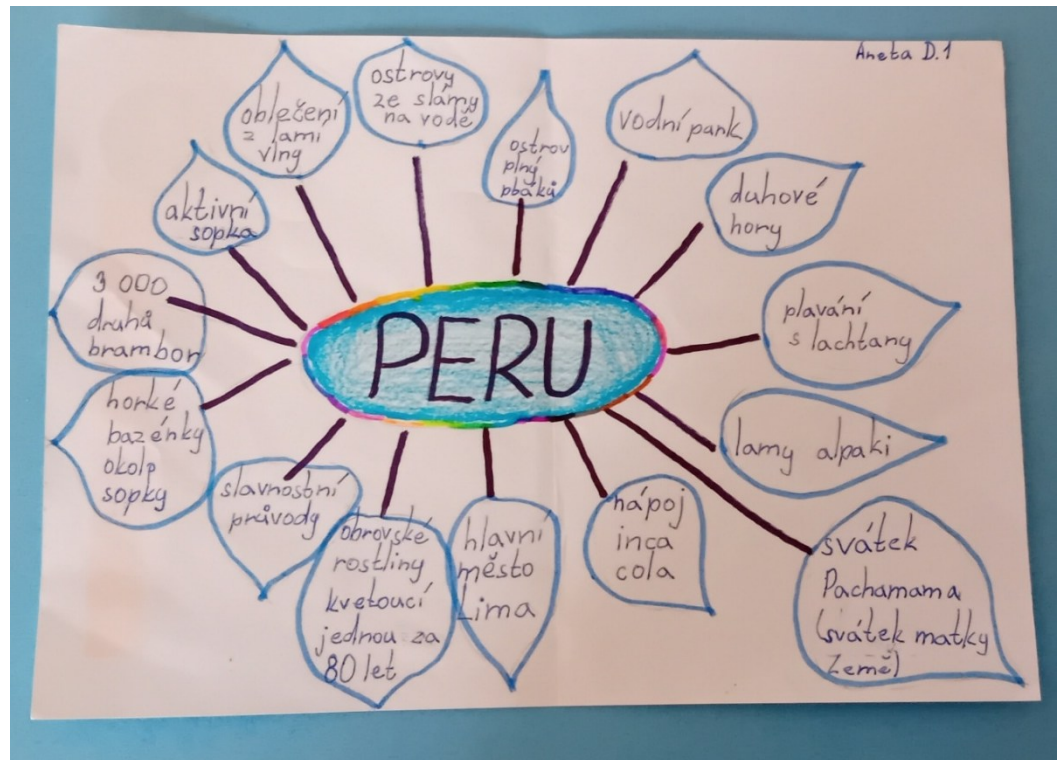 Aneta D.1
oblečení
z lamí
vlny
ostrovy
ze slámy
na vodě
ostrov
plný
ptáků
vodní park
duhové
hory
aktivní
sopka
3 000
druhů
brambor
PERU
plavání
s lachtany
lamy alpaki
horké
bazénky
okolo
sopky
slavnostní
průvody
obrovské
rostliny
kvetoucí
jednou za
80 let
hlavní
město
Lima
nápoj
inca
cola
svátek
Pachamama
(svátek matky
Země)